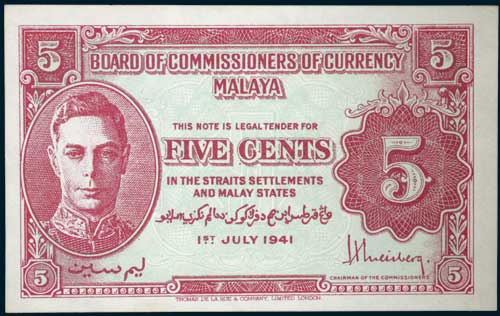 5 5
BOARD OF COMMISSIONERS OF CURRENCY
MALAYA
THIS NOTE IS LEGAL TENDER FOR
FIVE CENTS
5
IN THE STRAITS SETTLEMENTS
AND MALAY STATES
1ST JULY 1941
ليم سين
CHAIRMAN OF THE COMMISSIONERS
5 5
THOMAS DE LA RUE & COMPANY, LIMITED LONDON